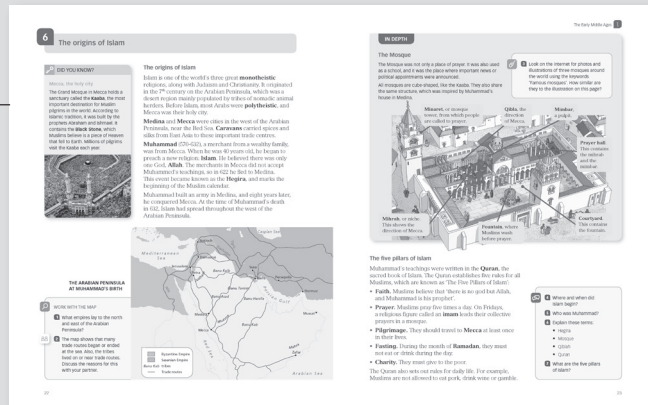 6
The origins of Islam
DID YOU KNOW?
Mecca, the holy city
The Grand Mosque in Mecca holds a
sanctuary called the Kaaba, the most
important destination for Muslim
pilgrims in the world. According to
Islamic tradition, it was built by the
prophets Abraham and Ishmael. It
contains the Black Stone, which
Muslims believe is a piece of Heaven
that fell to Earth. Millions of pilgrims
visit the Kaaba each year.
The origins of Islam
Islam is one of the world's three great monotheistic
religions, along with Judaism and Christianity. It originated
in the 7th century on the Arabian Peninsula, which was a
desert region mainly populated by tribes of nomadic animal
herders. Before Islam, most Arabs were polytheistic, and
Mecca was their holy city.
Medina and Mecca were cities in the west of the Arabian
Peninsula, near the Red Sea. Caravans carried spices and
silks from East Asia to these important trade centres.
Muhammad (570-632), a merchant from a wealthy family,
was from Mecca. When he was 40 years old, he began to
preach a new religion: Islam. He believed there was only
one God, Allah. The merchants in Mecca did not accept
Muhammad's teachings, so in 622 he fled to Medina.
This event became known as the Hegira, and marks the
beginning of the Muslim calendar.
Muhammad built an army in Medina, and eight years later,
he conquered Mecca. At the time of Muhammad's death
in 632, Islam had spread throughout the west of the
Arabian Peninsula.
THE ARABIAN PENINSULA
AT MUHAMMAD'S BIRTH
WORK WITH THE MAP
1 What empires lay to the north
and east of the Arabian
Peninsula?
2 The map shows that many
trade routes began or ended
at the sea. Also, the tribes
lived on or near trade routes.
Discuss the reasons for this
with your partner.
Mediterranean
Sea
Caspian Sea
Persian Gulf
Red Sea
Medina
Mecca
Arabian Sea
Byzantine Empire
Sassanian Empire
Tribes
Trade routes
The Early Middle Ages
IN DEPTH
The Mosque
The Mosque was not only a place of prayer. It was also used
as a school, and it was the place where important news or
political appointments were announced.
All mosques are cube-shaped, like the Kaaba. They also share
the same structure, which was inspired by Muhammad's
house in Medina.
Look on the Internet for photos and
illustrations of three mosques around
the world using the keywords
'Famous mosques'. How similar are
they to the illustration on this page?
Minaret, or mosque
tower, from which people
are called to prayer.
Qibla, the
direction
of Mecca.
Minbar,
a pulpit.
Prayer hall.
This contains
the mihrab
and the
minbar.
Mihrab, or niche.
This shows the
direction of Mecca.
Fountain, where
Muslims wash
before prayer.
Courtyard.
This contains
the fountain.
The five pillars of Islam
Muhammad's teachings were written in the Quran, the
sacred book of Islam. The Quran establishes five rules for all
Muslims, which are known as 'The Five Pillars of Islam':
• Faith. Muslims believe that 'there is no god but Allah,
and Muhammad is his prophet'.
• Prayer. Muslims pray five times a day. On Fridays,
a religious figure called an imam leads their collective
prayers in a mosque.
• Pilgrimage. They should travel to Mecca at least once
in their lives.
• Fasting. During the month of Ramadan, they must
not eat or drink during the day.
• Charity. They must give to the poor.
The Quran also sets out rules for daily life. For example,
Muslims are not allowed to eat pork, drink wine or gamble.
Where and when did
Islam begin?
Who was Muhammad?
Explain these terms:
• Hegira
• Mosque
• Qibla
• Quran
What are the five pillars
of Islam?